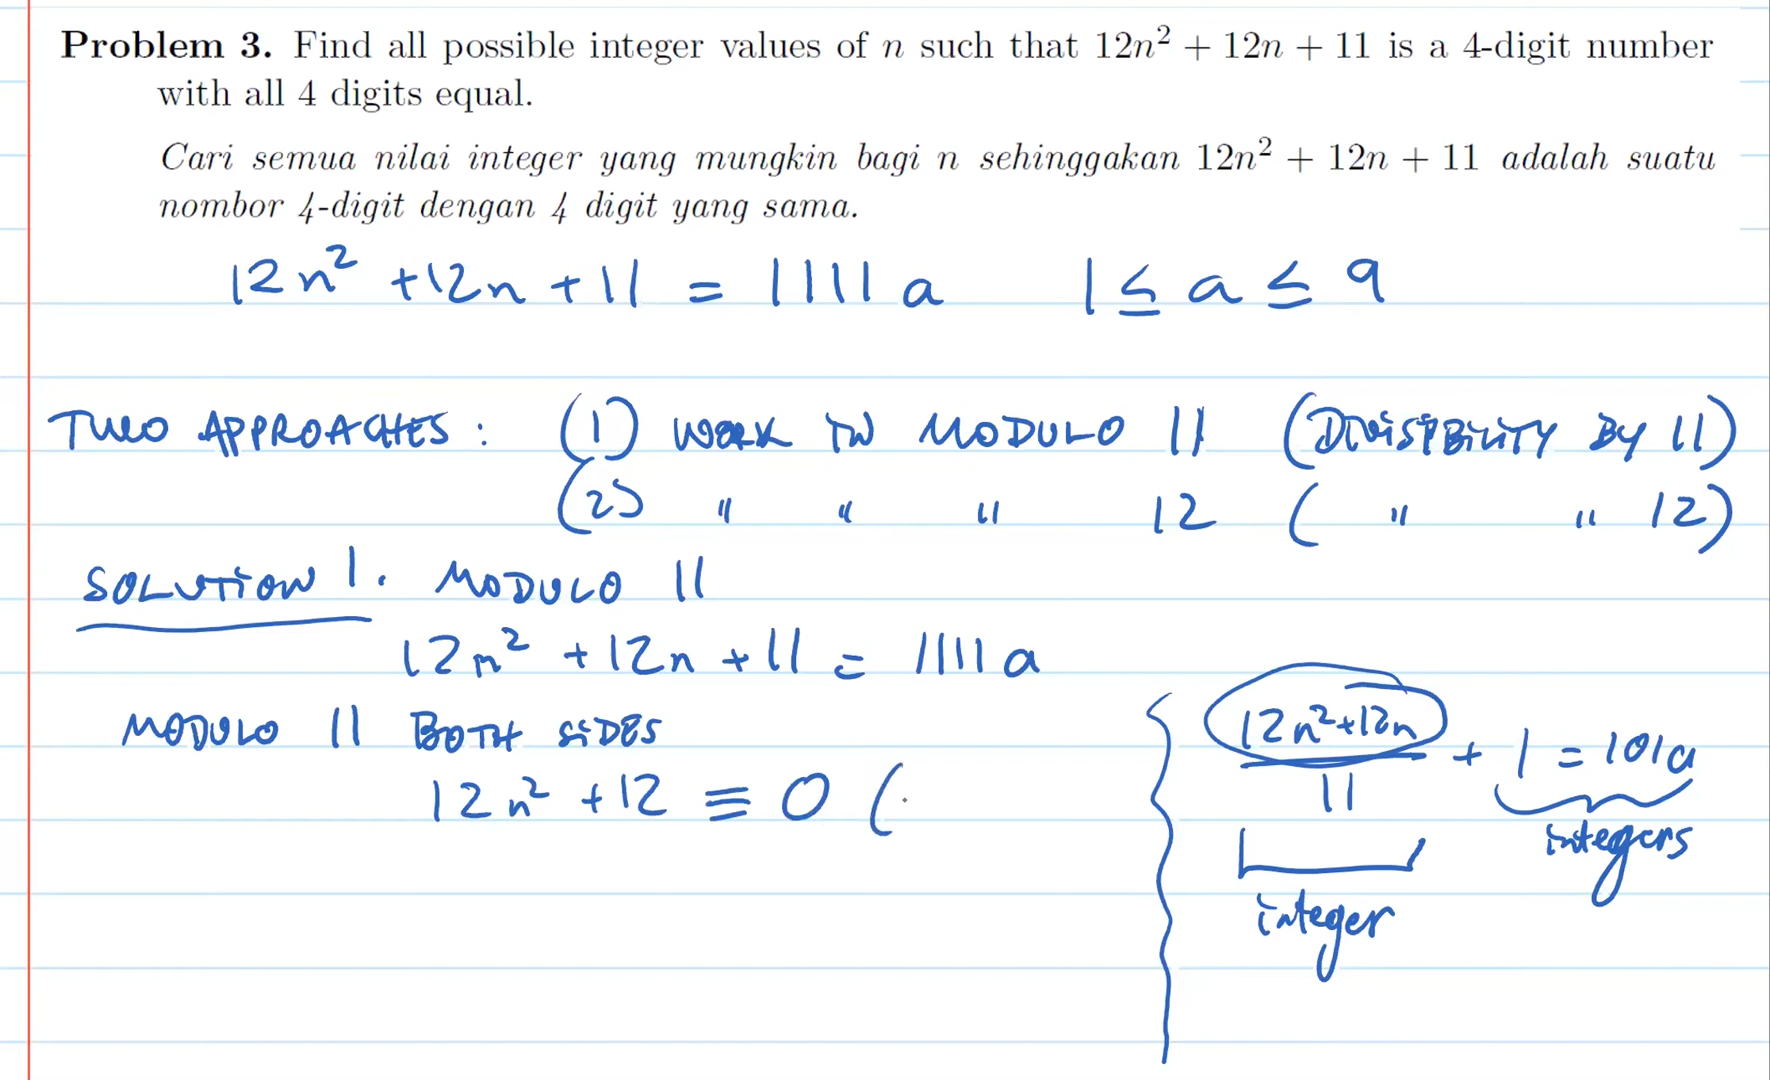 Problem 3. Find all possible integer values of n such that 12n² + 12n + 11 is a 4-digit number
with all 4 digits equal.
Cari semua nilai integer yang mungkin bagi n sehinggakan 12n² + 12n + 11 adalah suatu
nombor 4-digit dengan 4 digit yang sama.
12n² + 12n + 11 = 1111a 1 ≤ a ≤ 9
TWO APPROACHES: (1) WORK IN MODULO 11 (DIVISIBILITY BY 11)
(2) " " " 12 ( " " 12)
SOLUTION 1. MODULO 11
12n² + 12n + 11 = 1111a
MODULO 11 BOTH SIDES
12n² + 12 ≡ 0 (
(12n² + 12n)/11 + 1 = 101a
integers
integer